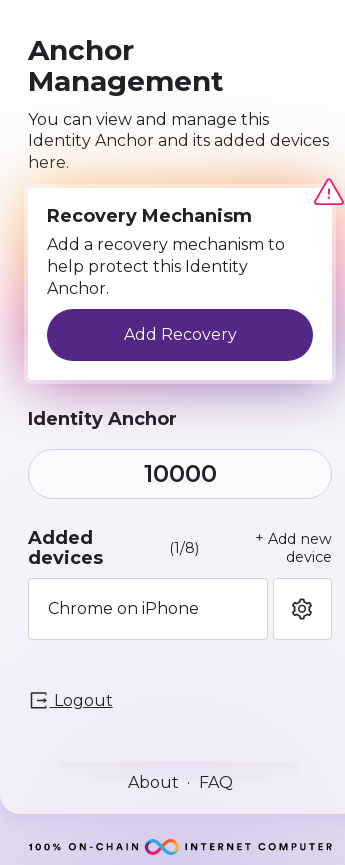 Anchor
Management
You can view and manage this
Identity Anchor and its added devices
here.
Recovery Mechanism
Add a recovery mechanism to
help protect this Identity
Anchor.
Add Recovery
Identity Anchor
10000
Added
devices
(1/8)
+ Add new
device
Chrome on iPhone
Logout
About · FAQ
100% ON-CHAIN INTERNET COMPUTER